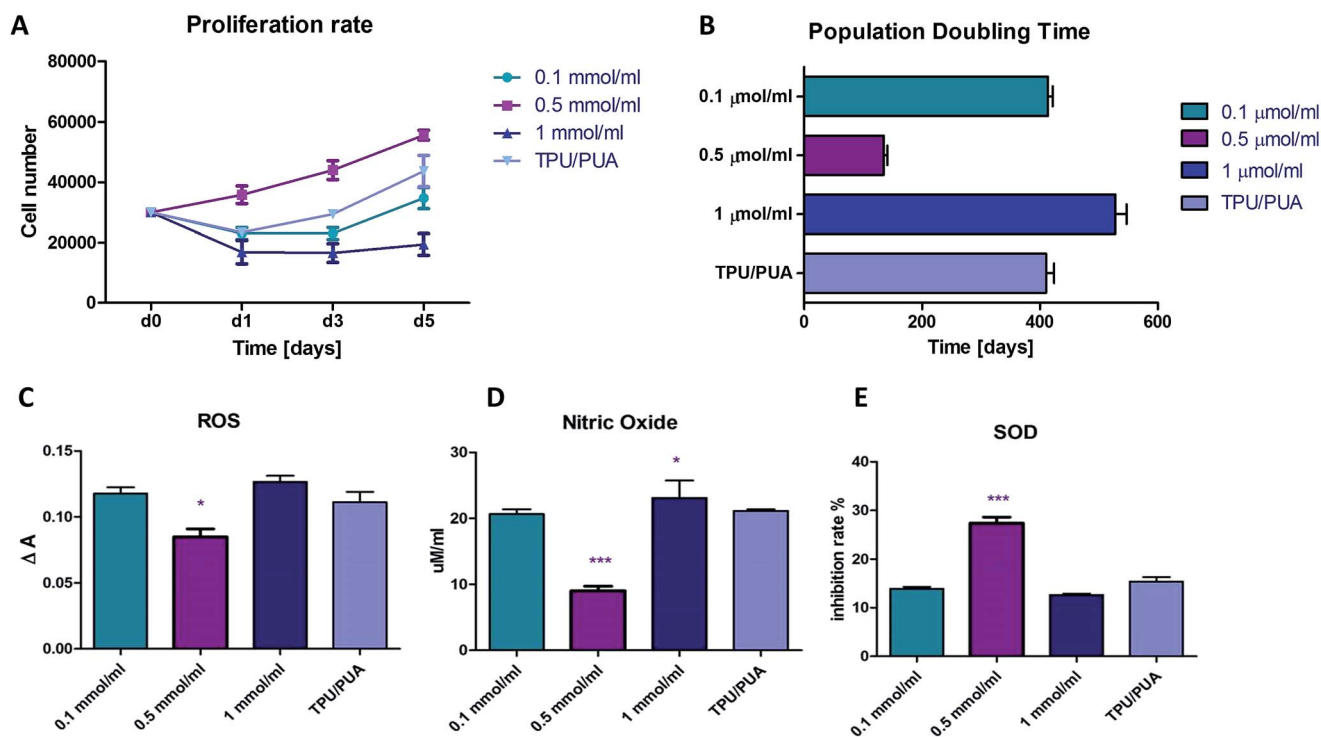 A
Proliferation rate
80000
60000
40000
20000
0
Cell number
d0 d1 d3 d5
Time [days]
0.1 mmol/ml
0.5 mmol/ml
1 mmol/ml
TPU/PUA
B
Population Doubling Time
0.1 μmol/ml
0.5 μmol/ml
1 μmol/ml
TPU/PUA
0 200 400 600
Time [days]
0.1 μmol/ml
0.5 μmol/ml
1 μmol/ml
TPU/PUA
C
ROS
0.15
0.10
0.05
0.00
Δ A
*
0.1 mmol/ml
0.5 mmol/ml
1 mmol/ml
TPU/PUA
D
Nitric Oxide
30
20
10
0
uM/ml
***
*
0.1 mmol/ml
0.5 mmol/ml
1 mmol/ml
TPU/PUA
E
SOD
40
30
20
10
0
inhibition rate %
***
0.1 mmol/ml
0.5 mmol/ml
1 mmol/ml
TPU/PUA